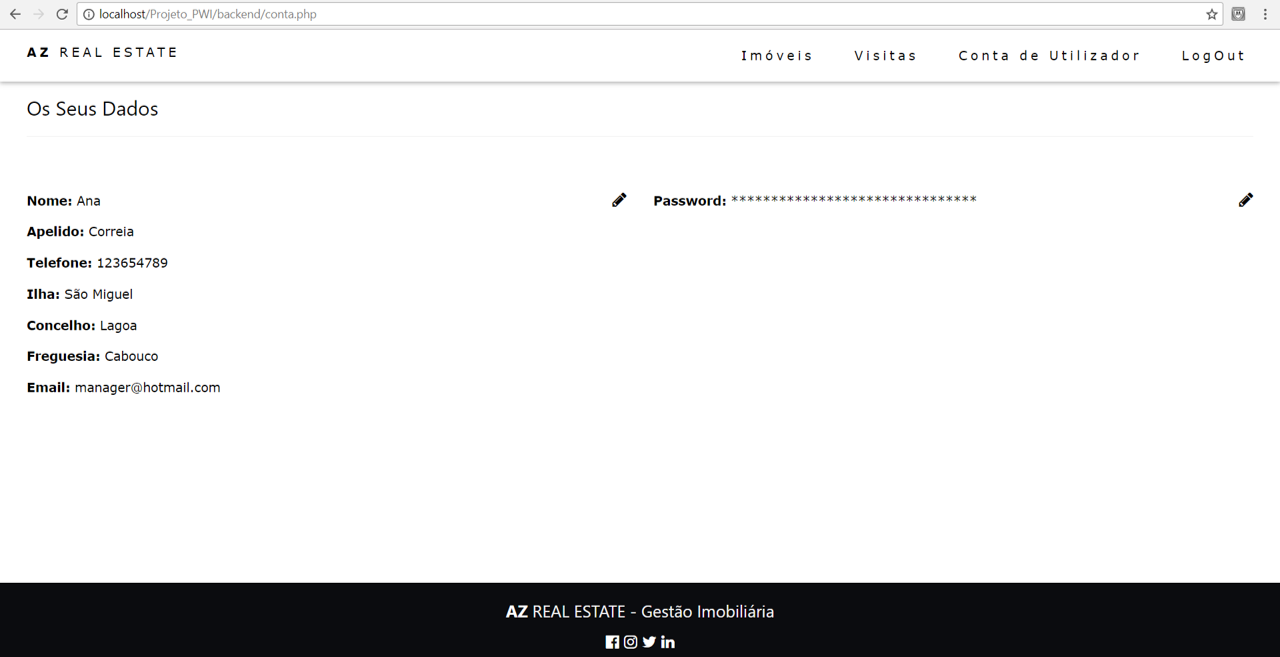 localhost/Projeto_PWI/backend/conta.php
AZ REAL ESTATE
Imóveis Visitas Conta de Utilizador LogOut
Os Seus Dados
Nome: Ana
Apelido: Correia
Telefone: 123654789
Ilha: São Miguel
Concelho: Lagoa
Freguesia: Cabouco
Email: manager@hotmail.com
Password: *******************************
AZ REAL ESTATE - Gestão Imobiliária